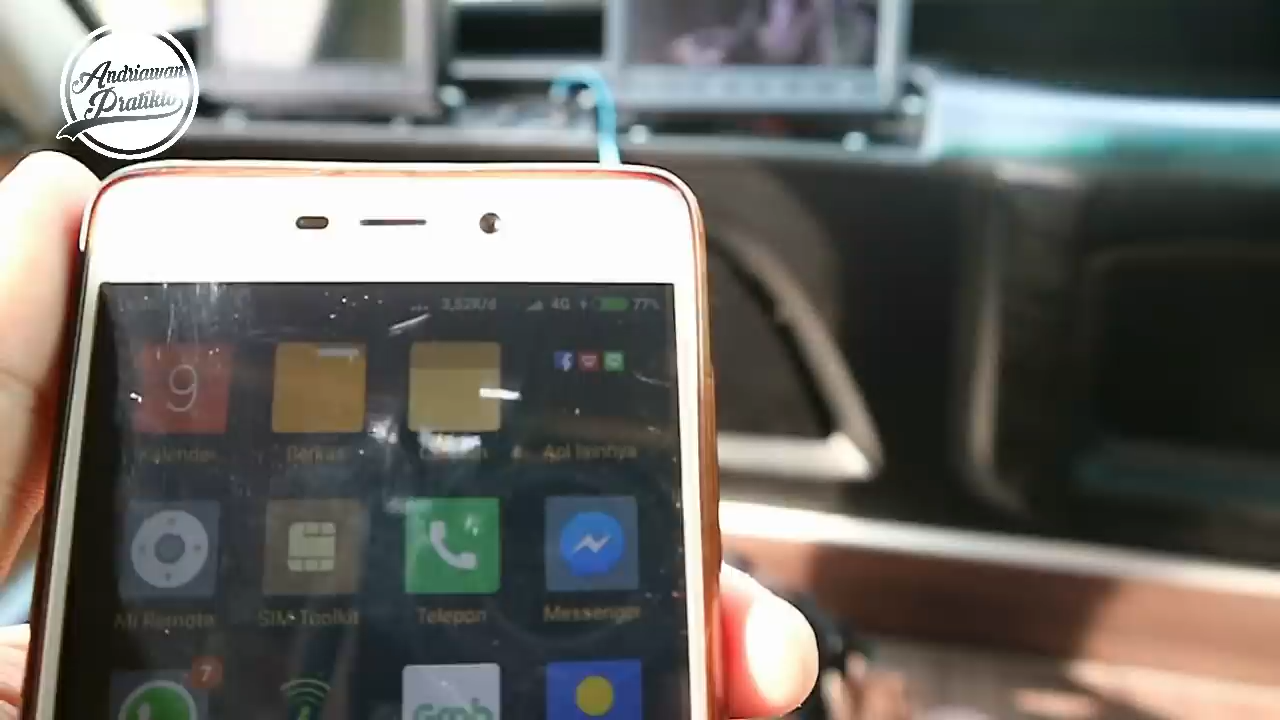 Andriawan
Pratikto
3,52K/d 4G 77%
9
Kalender Berkas Catatan Apl lainnya
Mi Remote SIM Toolkit Telepon Messenger
7
Grab